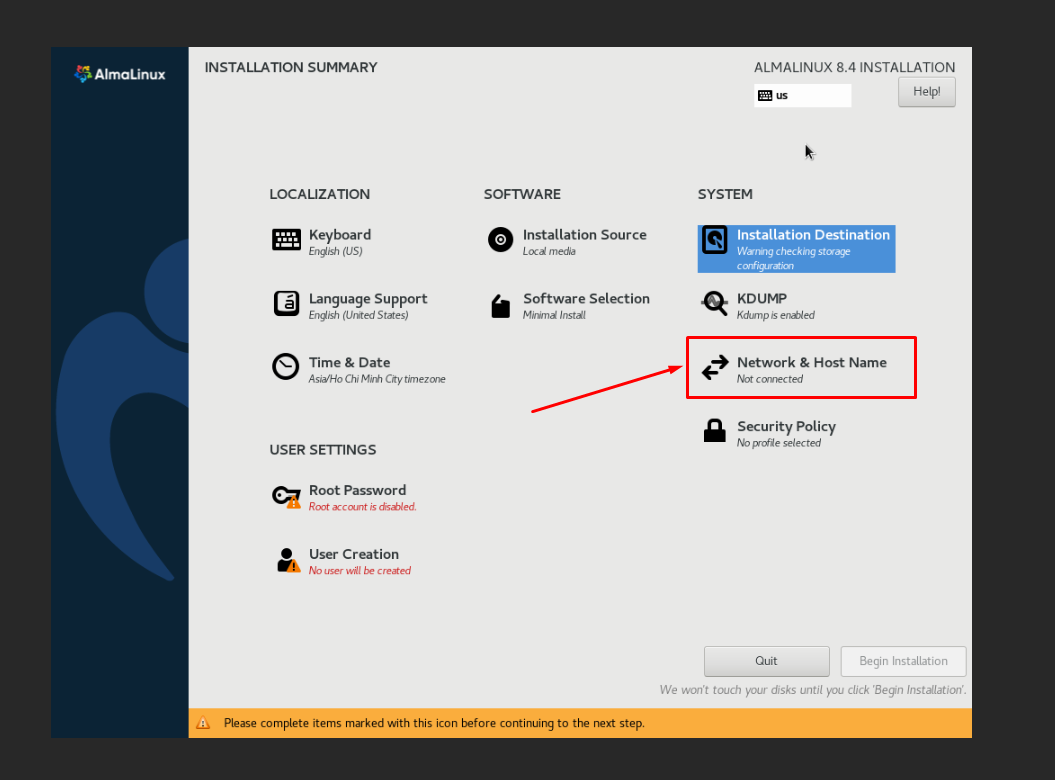 AlmaLinux
INSTALLATION SUMMARY
ALMALINUX 8.4 INSTALLATION
us
Help!
LOCALIZATION
Keyboard
English (US)
Language Support
English (United States)
Time & Date
Asia/Ho Chi Minh City timezone
SOFTWARE
Installation Source
Local media
Software Selection
Minimal Install
SYSTEM
Installation Destination
Warning checking storage
configuration
KDUMP
Kdump is enabled
Network & Host Name
Not connected
Security Policy
No profile selected
USER SETTINGS
Root Password
Root account is disabled.
User Creation
No user will be created
Quit
Begin Installation
We won't touch your disks until you click 'Begin Installation'.
Please complete items marked with this icon before continuing to the next step.